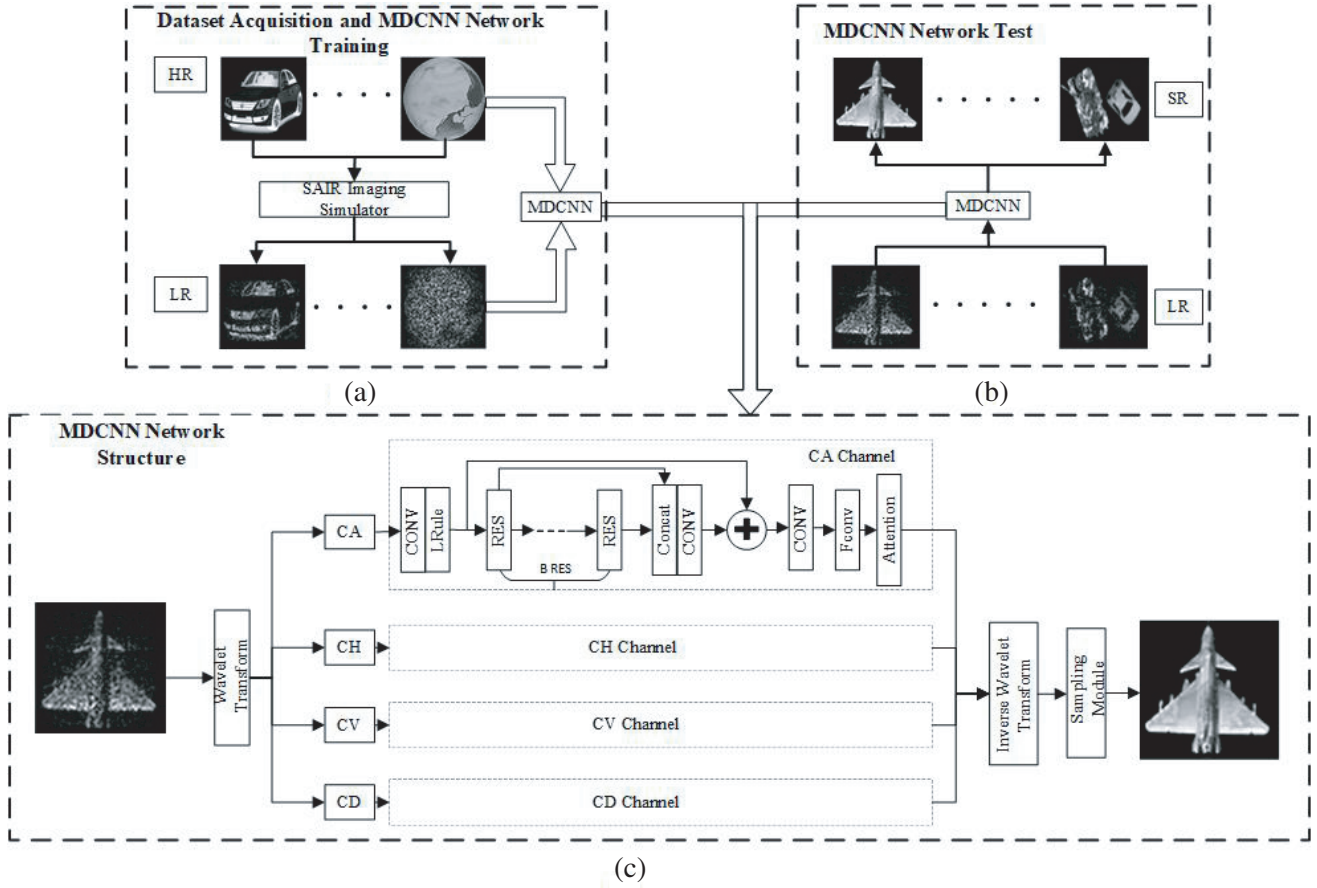 Dataset Acquisition and MDCNN Network
Training
HR
SAIR Imaging
Simulator
LR
MDCNN
(a)
MDCNN Network Test
SR
MDCNN
LR
(b)
MDCNN Network
Structure
CA Channel
CA
CONV
LRule
RES
RES
B RES
Concat
CONV
CONV
Fconv
Attention
Wavelet
Transform
CH
CH Channel
CV
CV Channel
CD
CD Channel
Inverse Wavelet
Transform
Sampling
Module
(c)